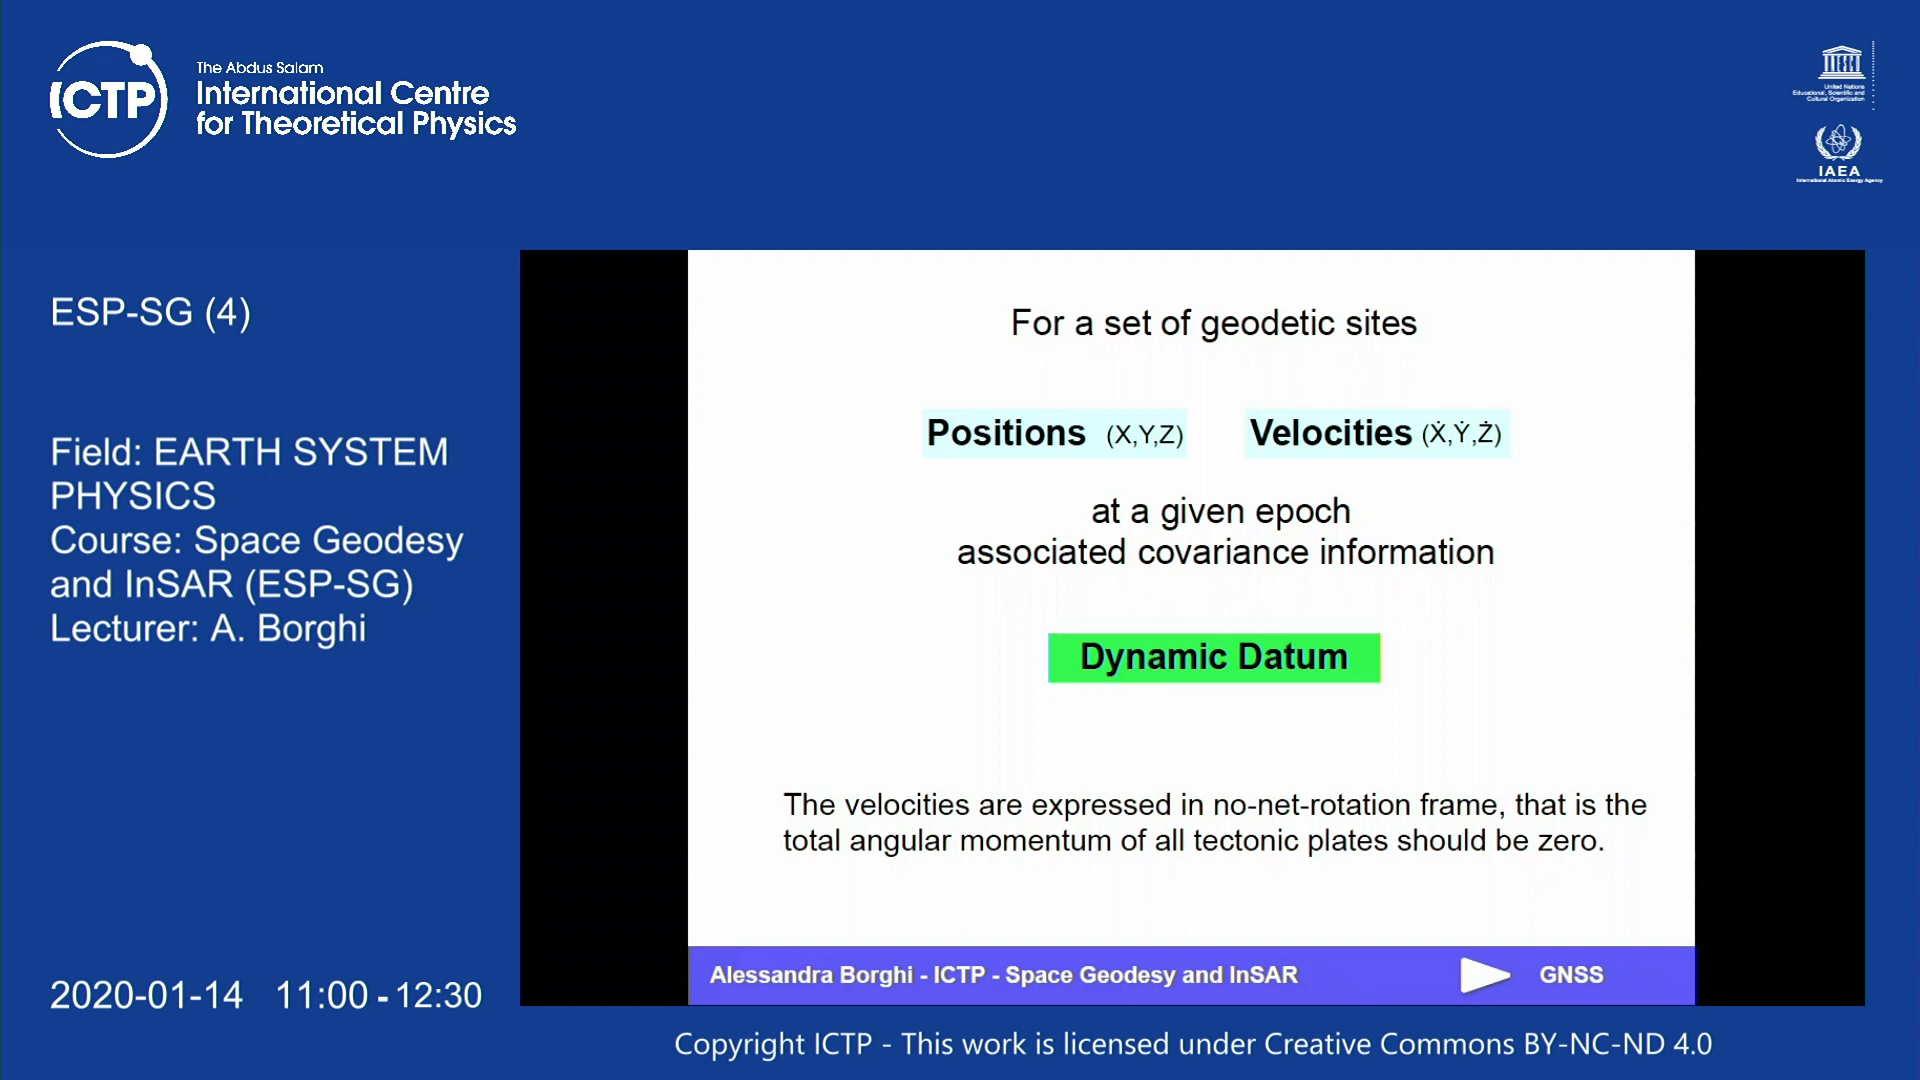 ICTP
The Abdus Salam
International Centre
for Theoretical Physics
United Nations
Educational, Scientific and
Cultural Organization
IAEA
International Atomic Energy Agency
ESP-SG (4)
Field: EARTH SYSTEM
PHYSICS
Course: Space Geodesy
and InSAR (ESP-SG)
Lecturer: A. Borghi
2020-01-14 11:00 - 12:30
For a set of geodetic sites
Positions (X,Y,Z) Velocities (Ẋ,Ẏ,Ż)
at a given epoch
associated covariance information
Dynamic Datum
The velocities are expressed in no-net-rotation frame, that is the
total angular momentum of all tectonic plates should be zero.
Alessandra Borghi - ICTP - Space Geodesy and InSAR GNSS
Copyright ICTP - This work is licensed under Creative Commons BY-NC-ND 4.0